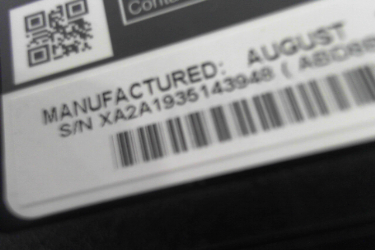 MANUFACTURED: AUGUST
S/N XA2A1935143948 (